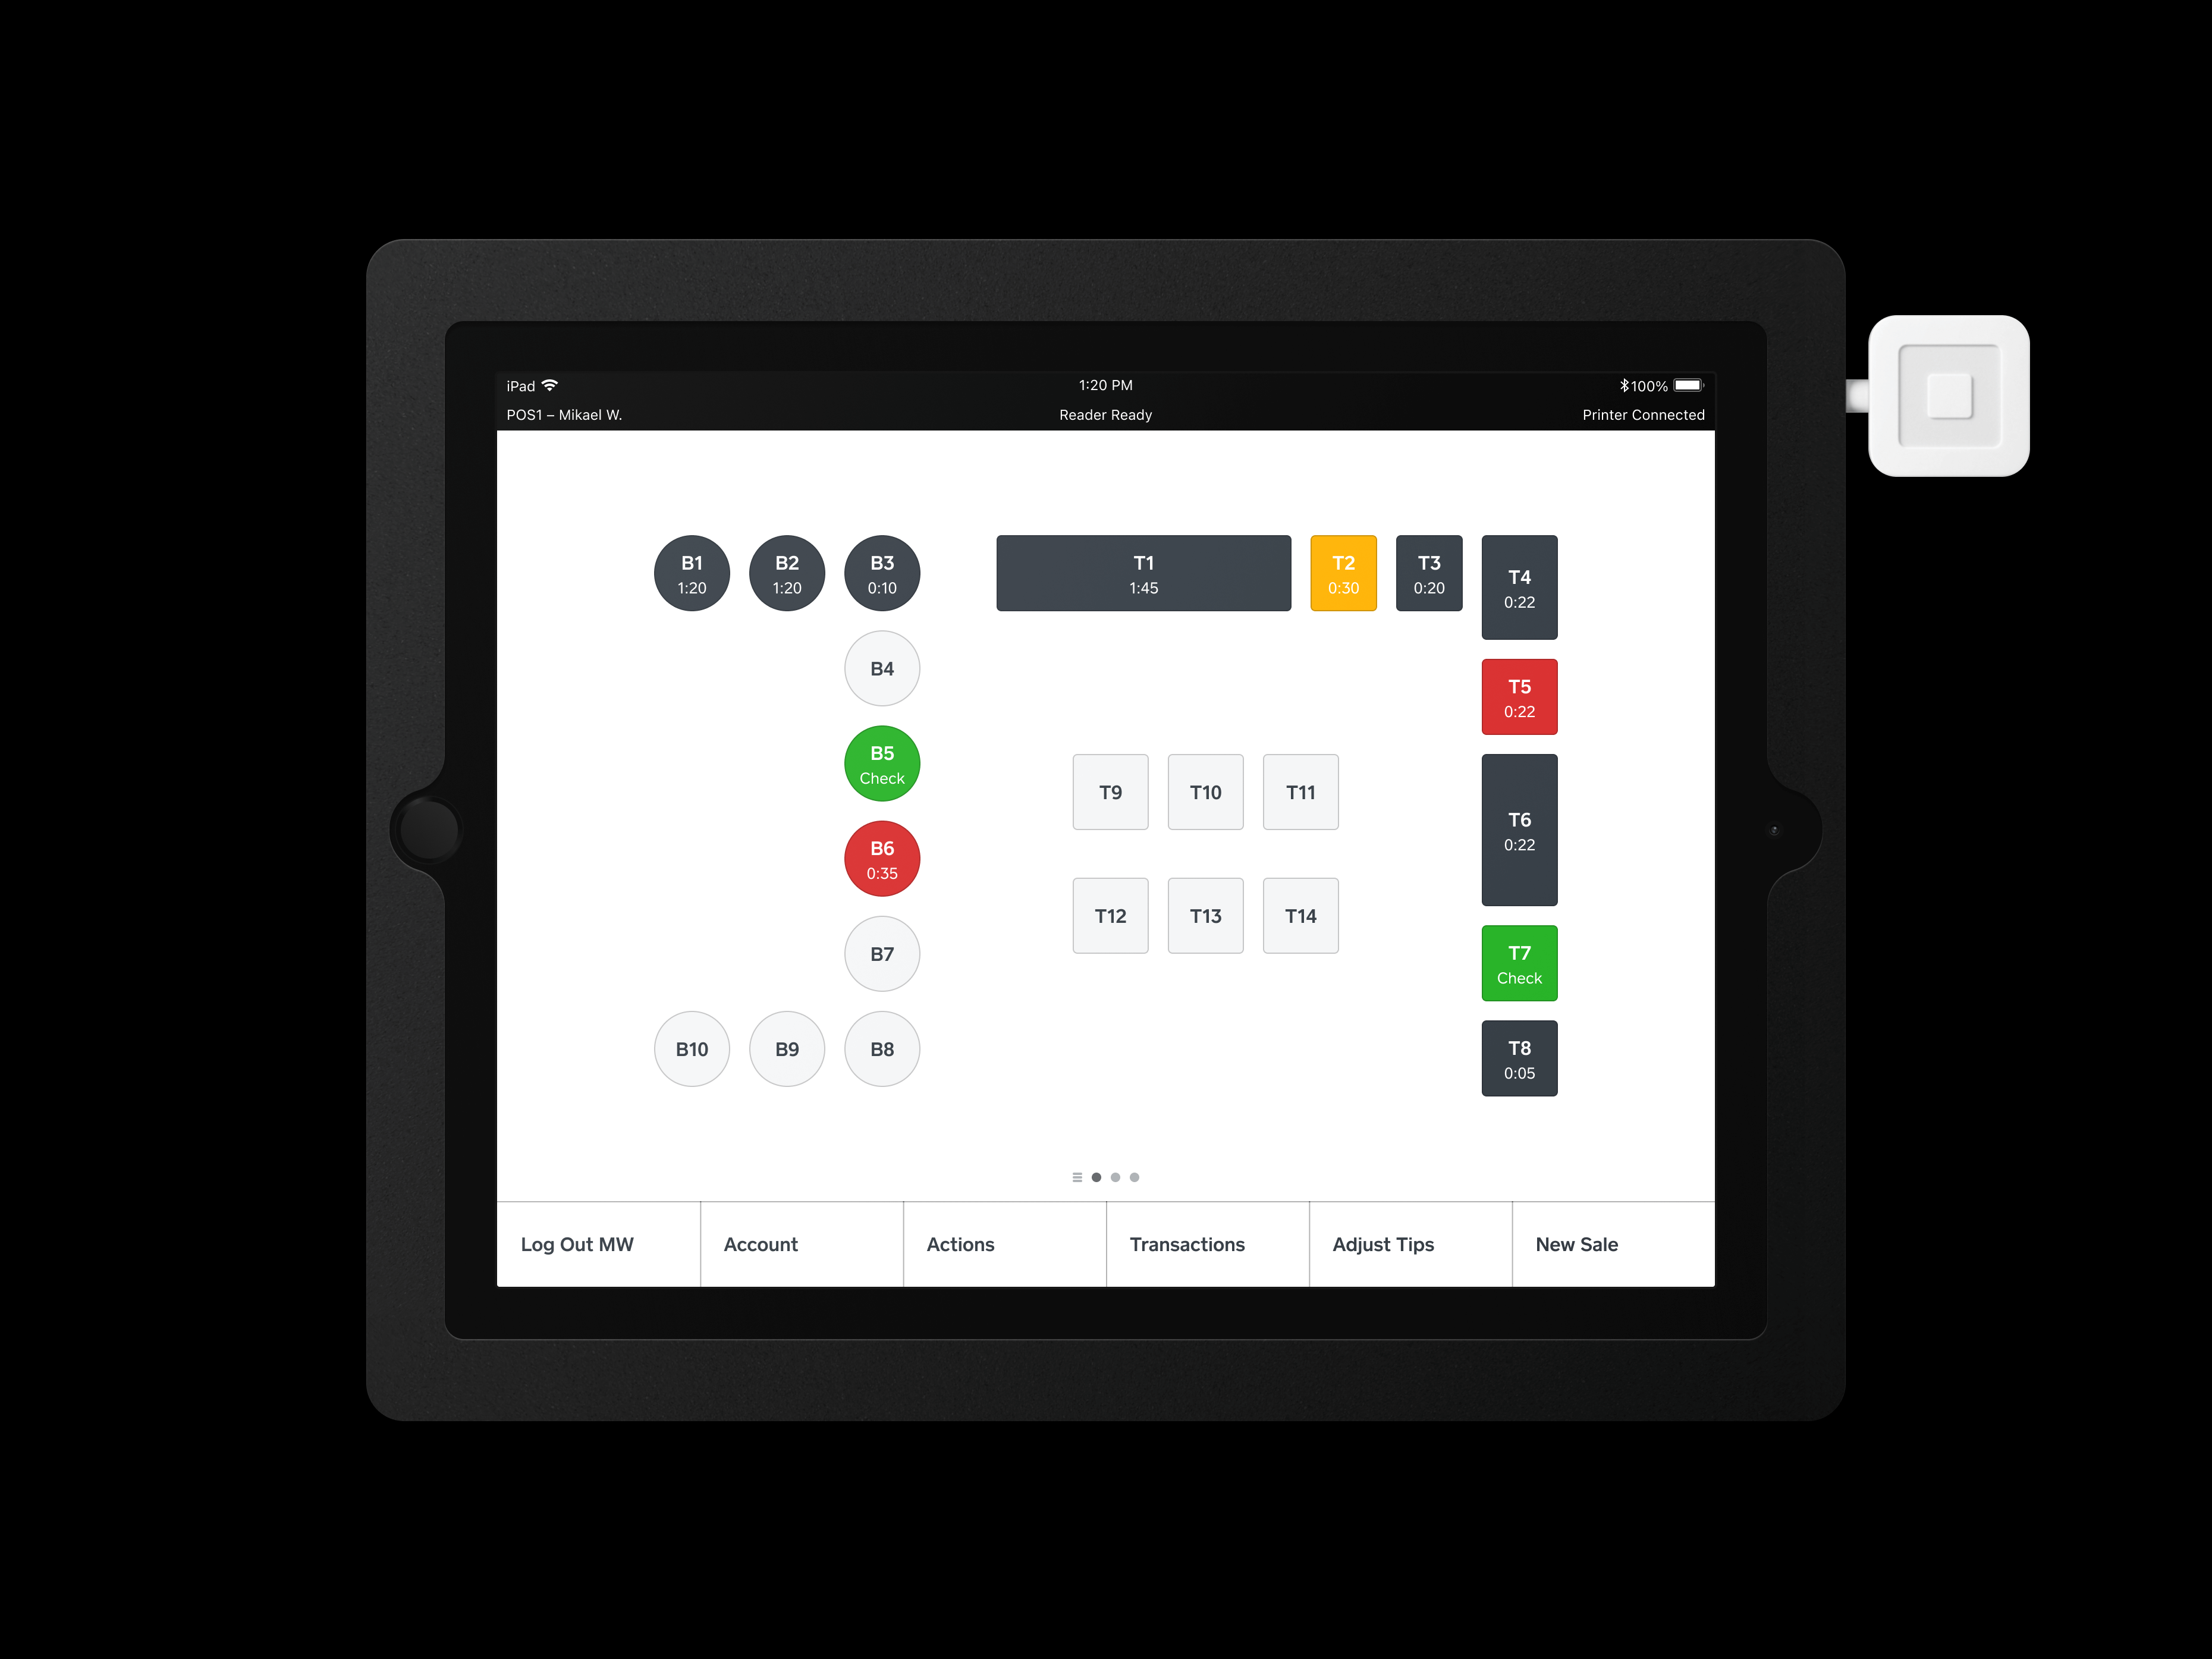 iPad
1:20 PM
100%
POS1 – Mikael W.
Reader Ready
Printer Connected
B1
1:20
B2
1:20
B3
0:10
B4
B5
Check
B6
0:35
B7
B10
B9
B8
T1
1:45
T2
0:30
T3
0:20
T4
0:22
T5
0:22
T6
0:22
T7
Check
T8
0:05
T9
T10
T11
T12
T13
T14
Log Out MW
Account
Actions
Transactions
Adjust Tips
New Sale